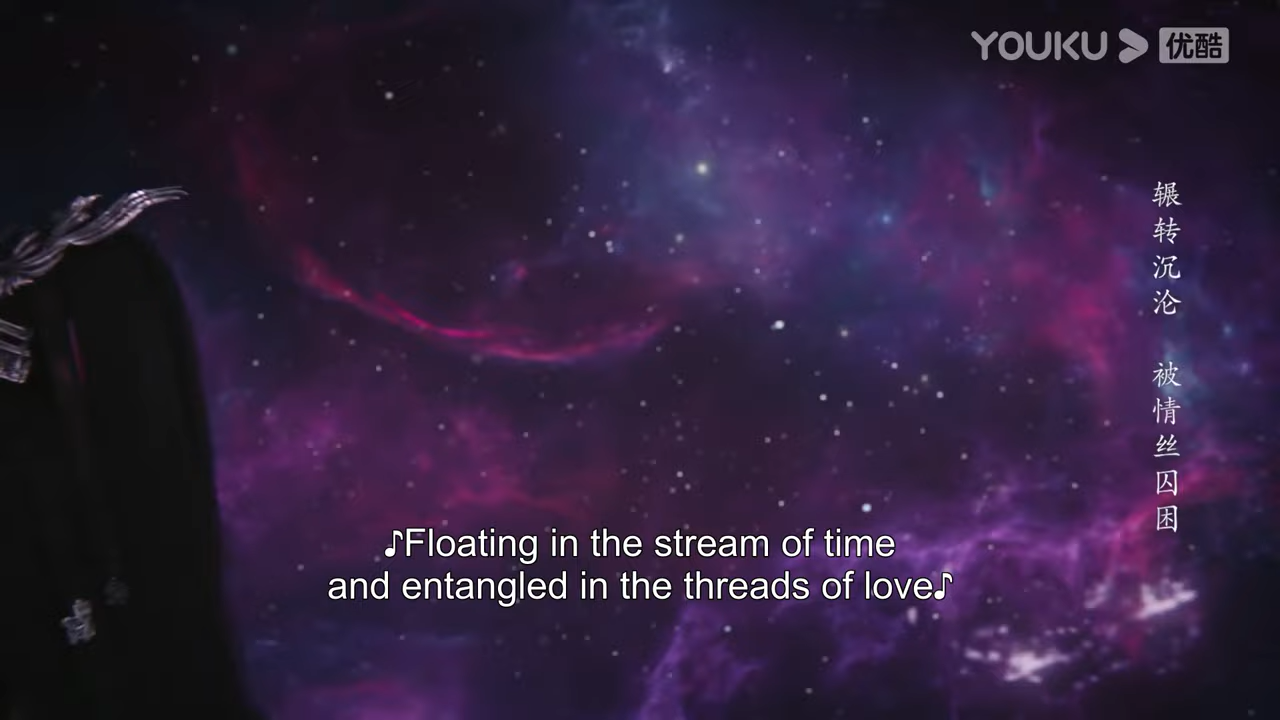 YOUKU 优酷
辗转沉沦 被情丝囚困
♪Floating in the stream of time
and entangled in the threads of love♪